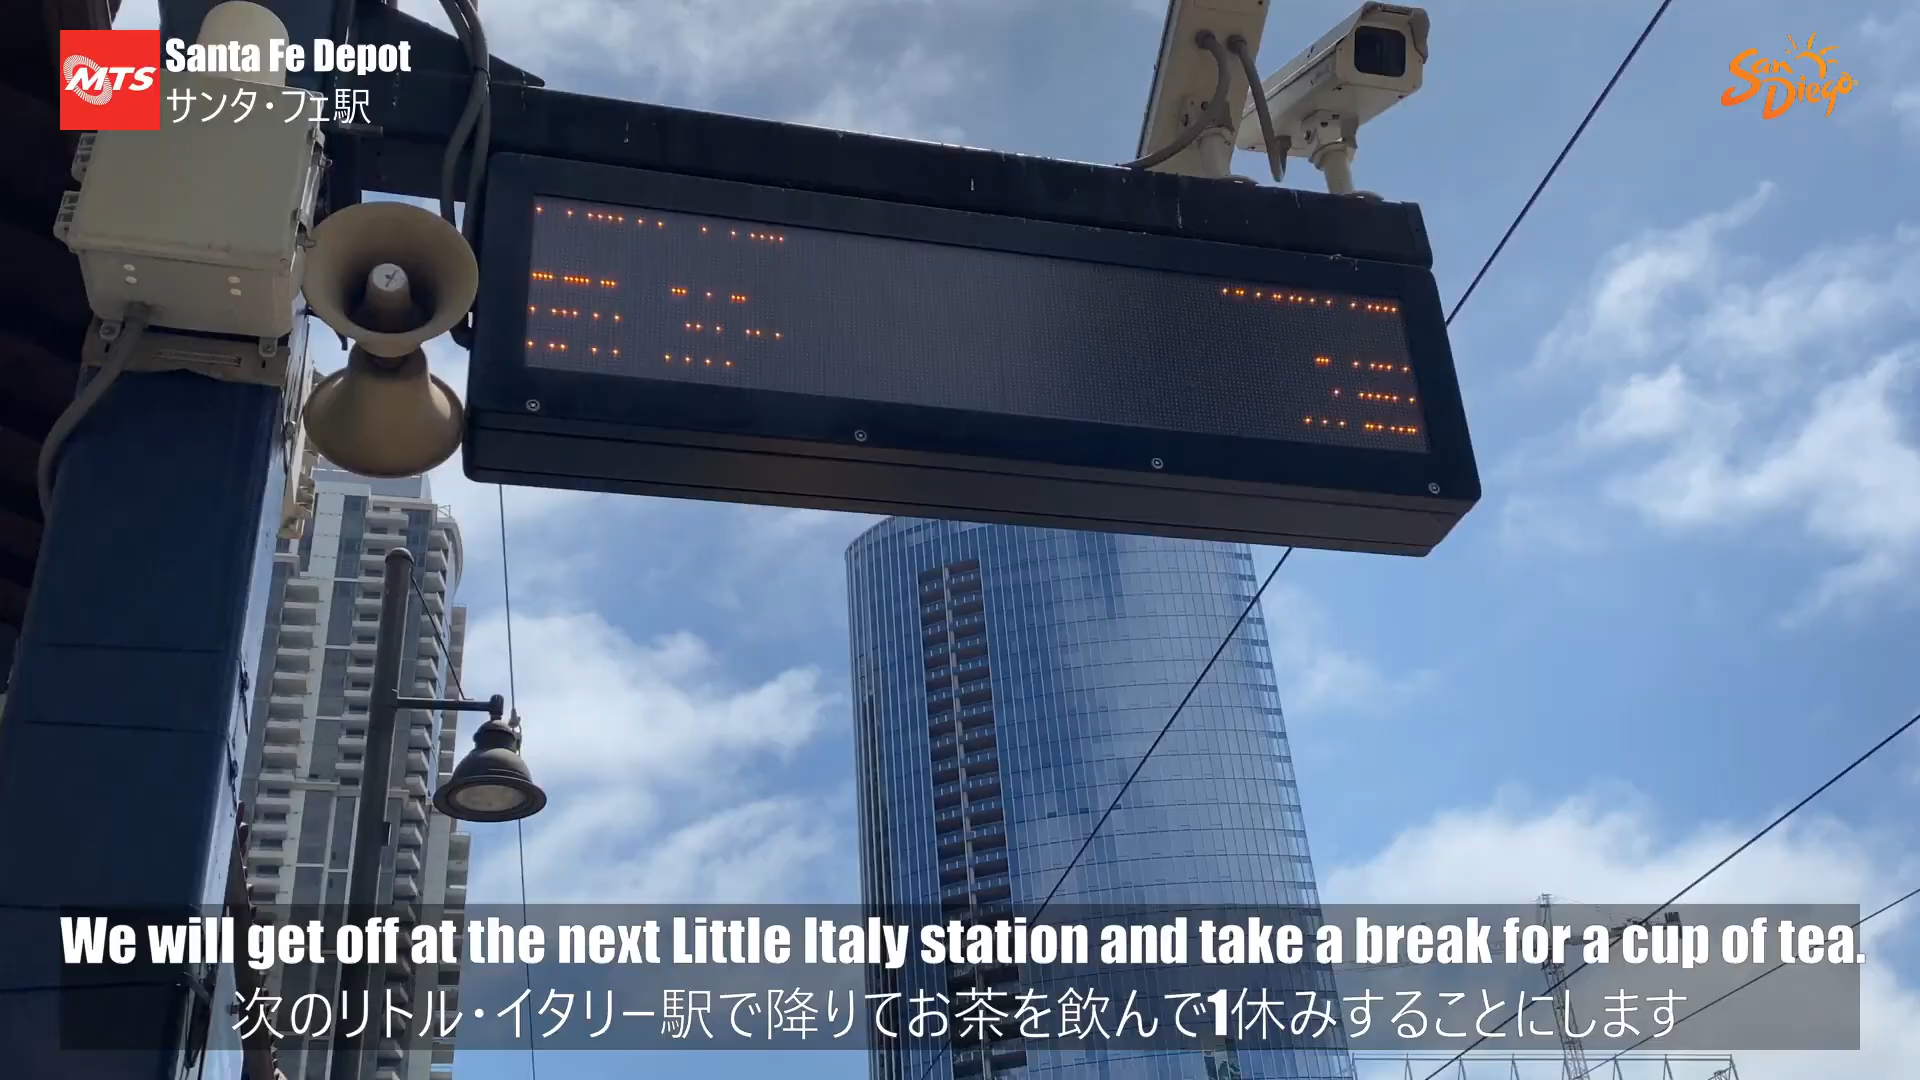 MTS
Santa Fe Depot
サンタ・フェ駅
San Diego
We will get off at the next Little Italy station and take a break for a cup of tea.
次のリトル・イタリー駅で降りてお茶を飲んで1休みすることにします